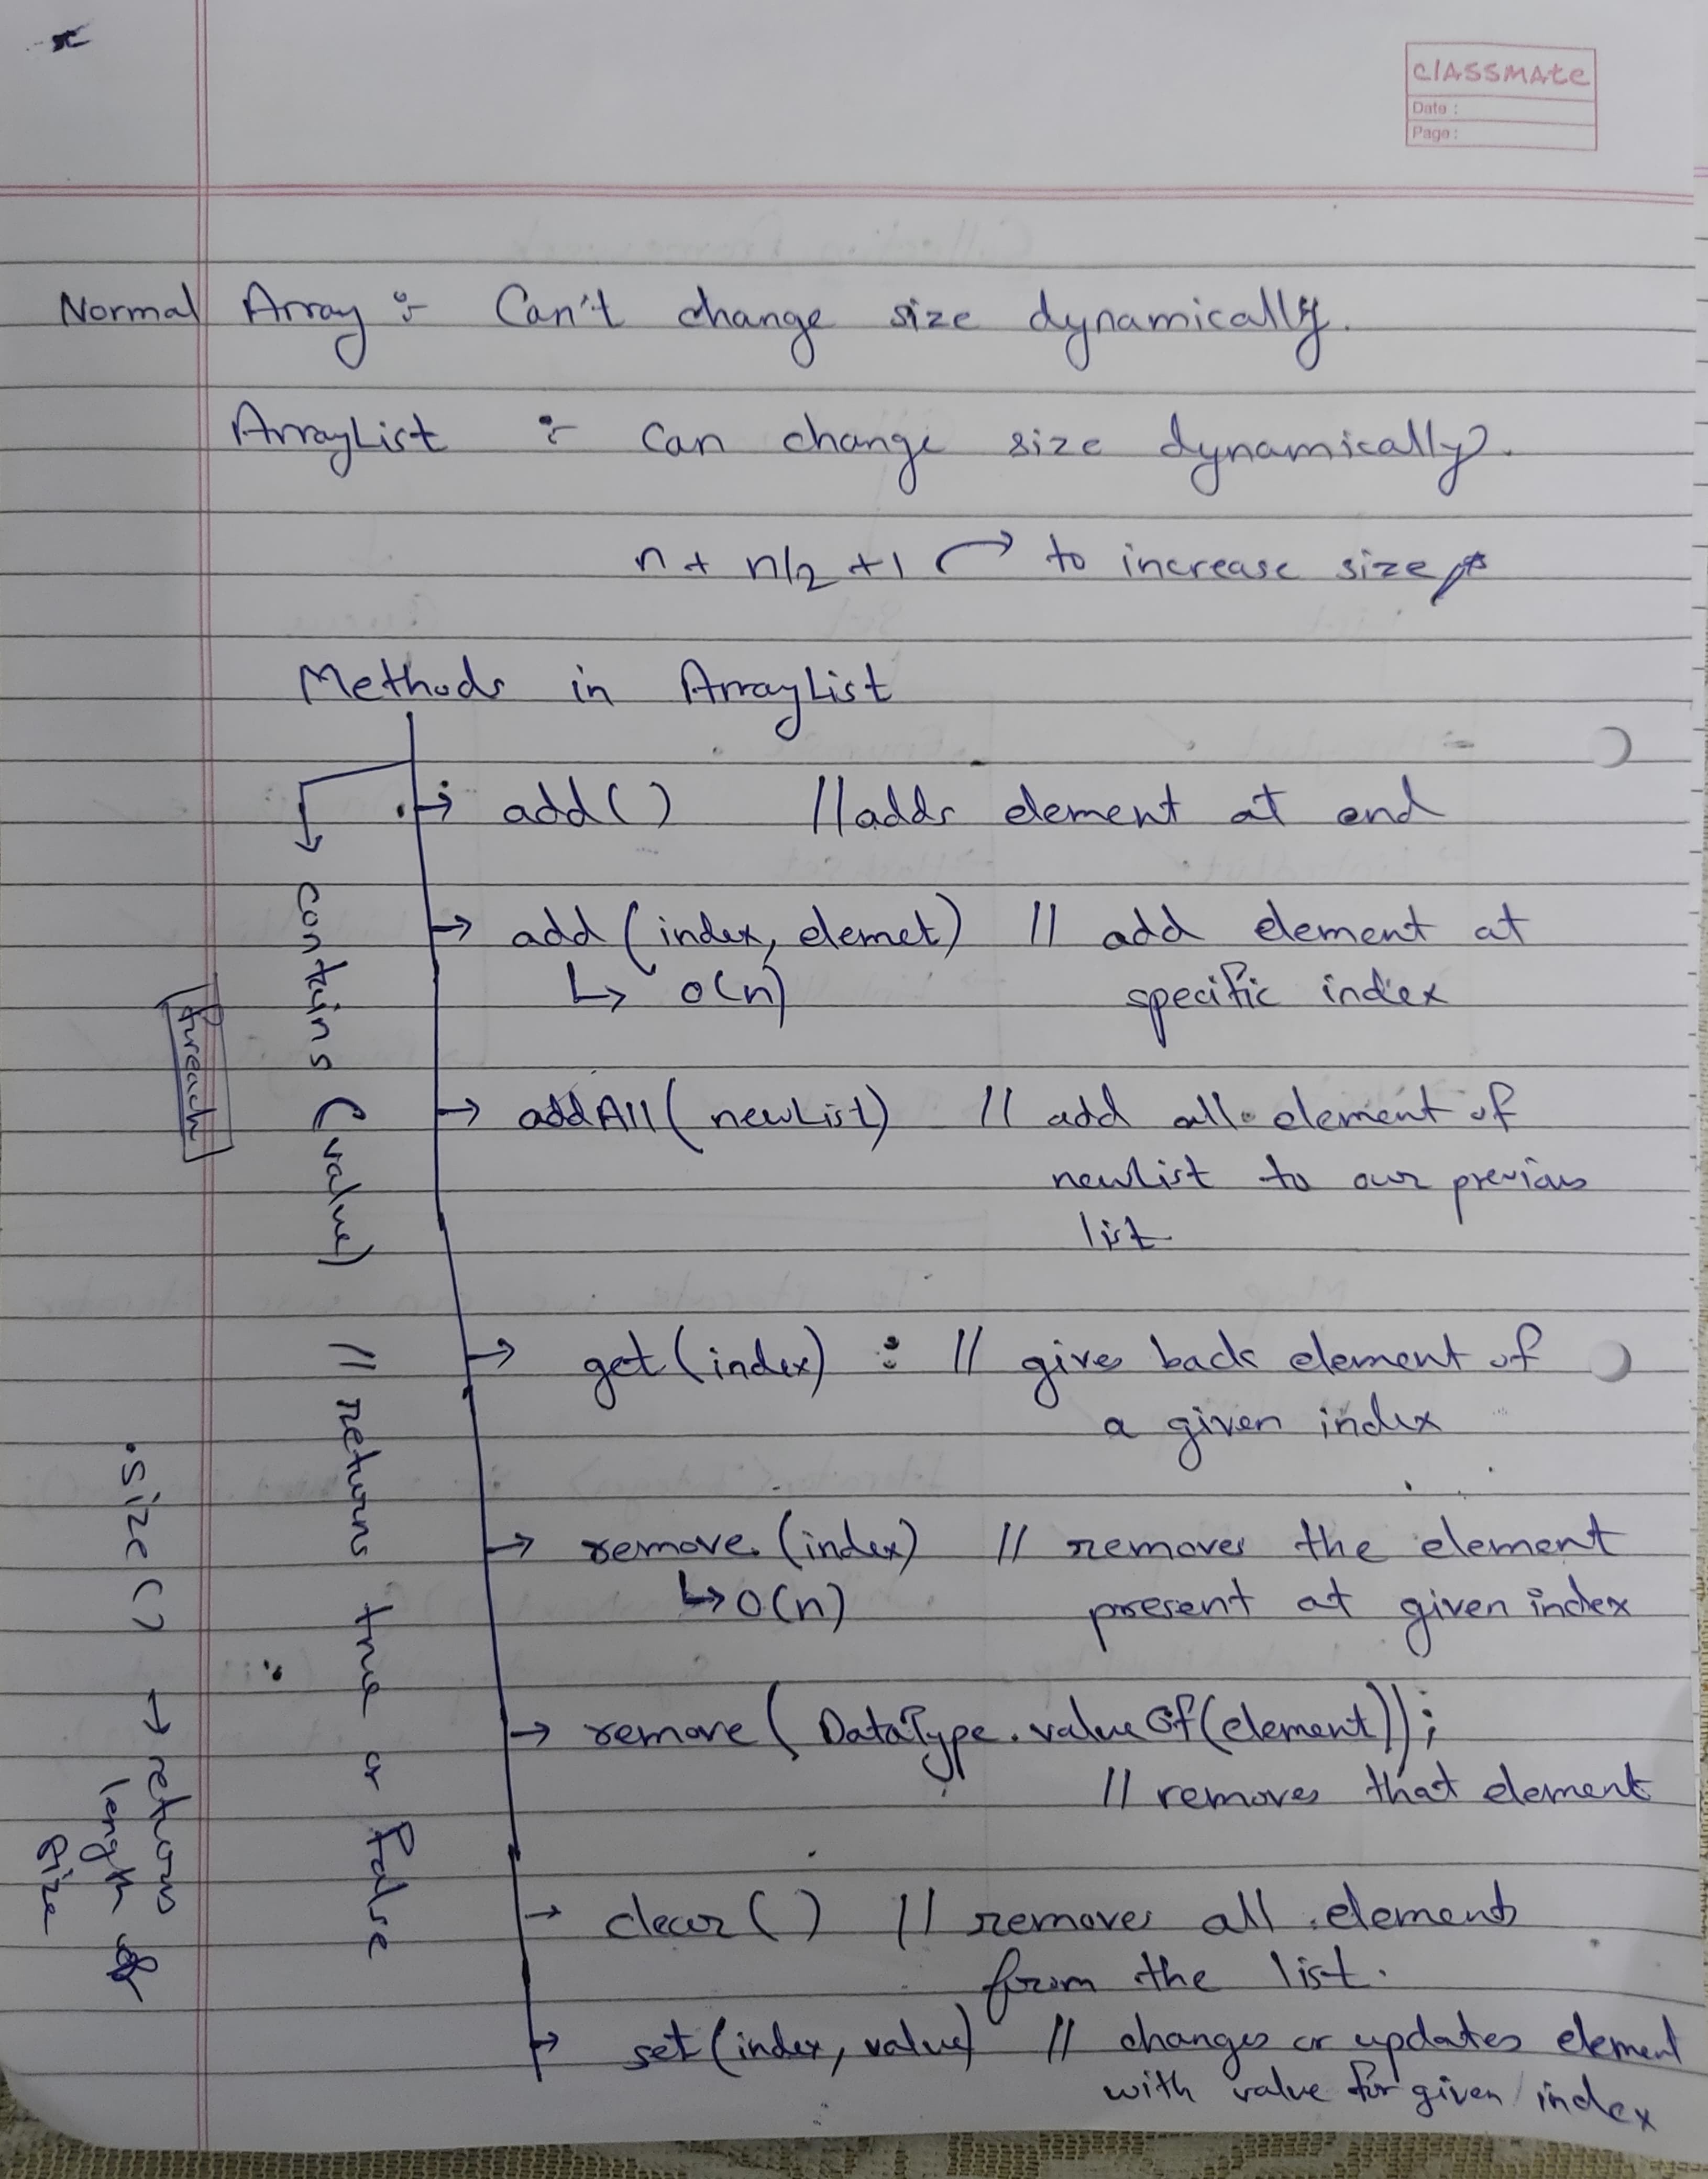 classmate
Date :
Page :
Normal Array :- Can't change size dynamically.
ArrayList :- Can change size dynamically.
n + n/2 + 1 → to increase size
Methods in ArrayList
→ add() // adds element at end
→ add (index, elemet) // add element at
↳ O(n) specific index
→ addAll( newList) // add all element of
newlist to our previous
list
→ get (index) : // gives back element of
a given index
→ remove (index) // removes the element
↳ O(n) present at given index
→ remove ( DataType.valueOf(element));
// removes that element
→ clear() // removes all elements
from the list.
→ set (index, value) // changes or updates element
with value for given index
→ contains (value) // returns true or false
foreach
.size() → returns
length
size